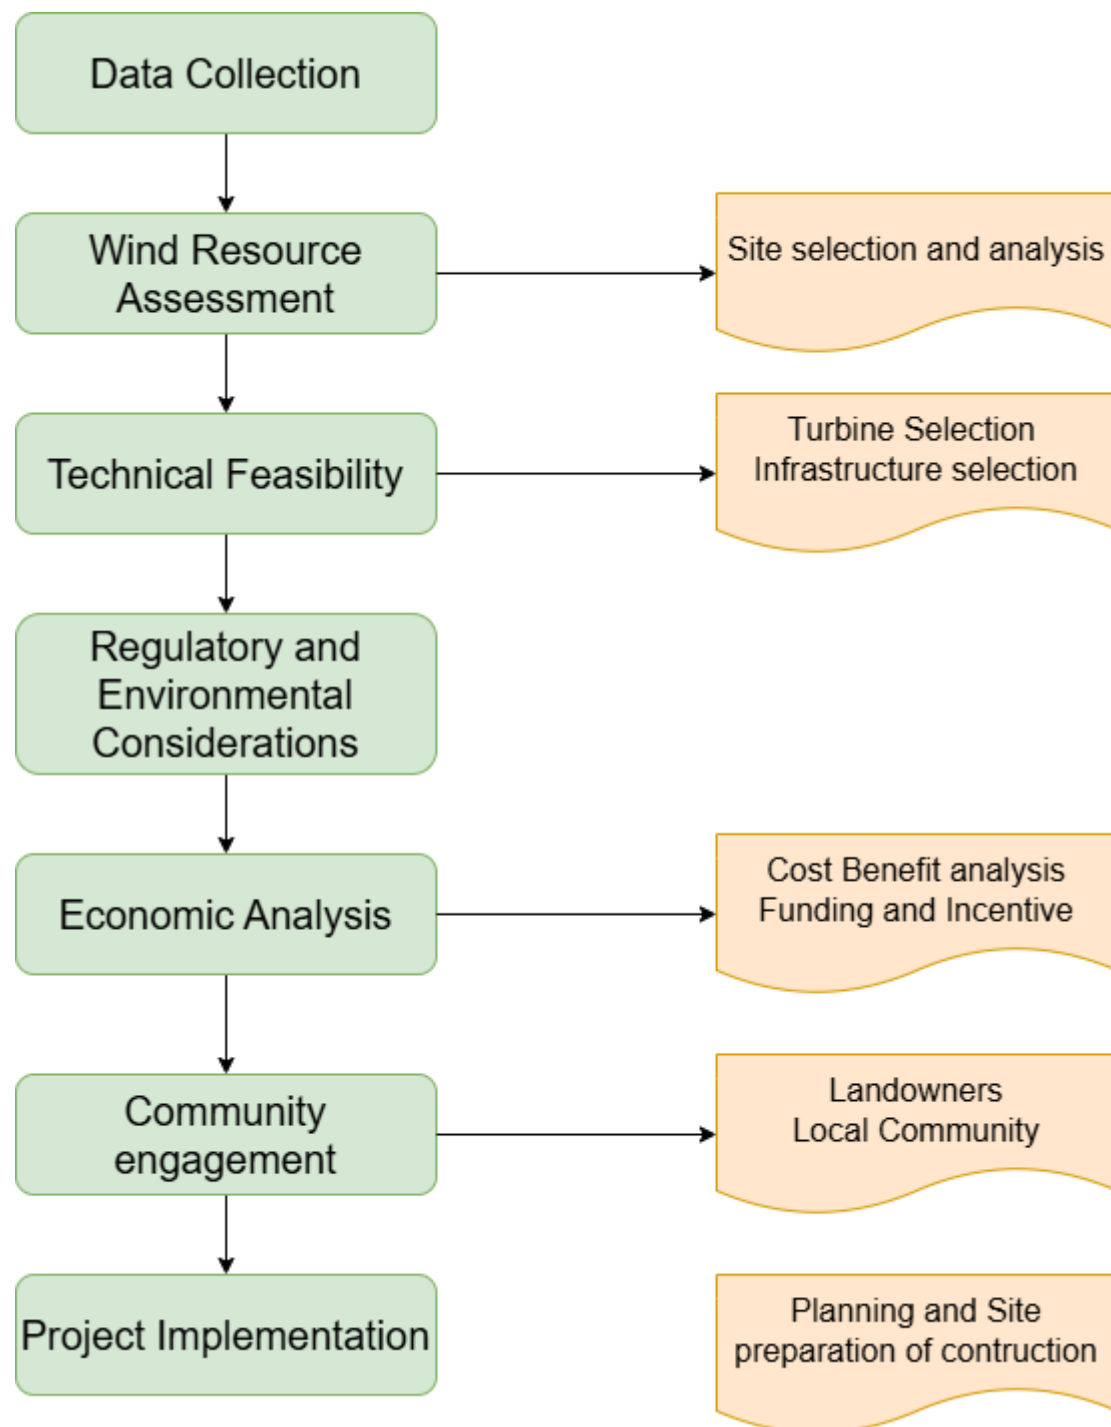 Data Collection
Wind Resource
Assessment
Site selection and analysis
Technical Feasibility
Turbine Selection
Infrastructure selection
Regulatory and
Environmental
Considerations
Economic Analysis
Cost Benefit analysis
Funding and Incentive
Community
engagement
Landowners
Local Community
Project Implementation
Planning and Site
preparation of contruction